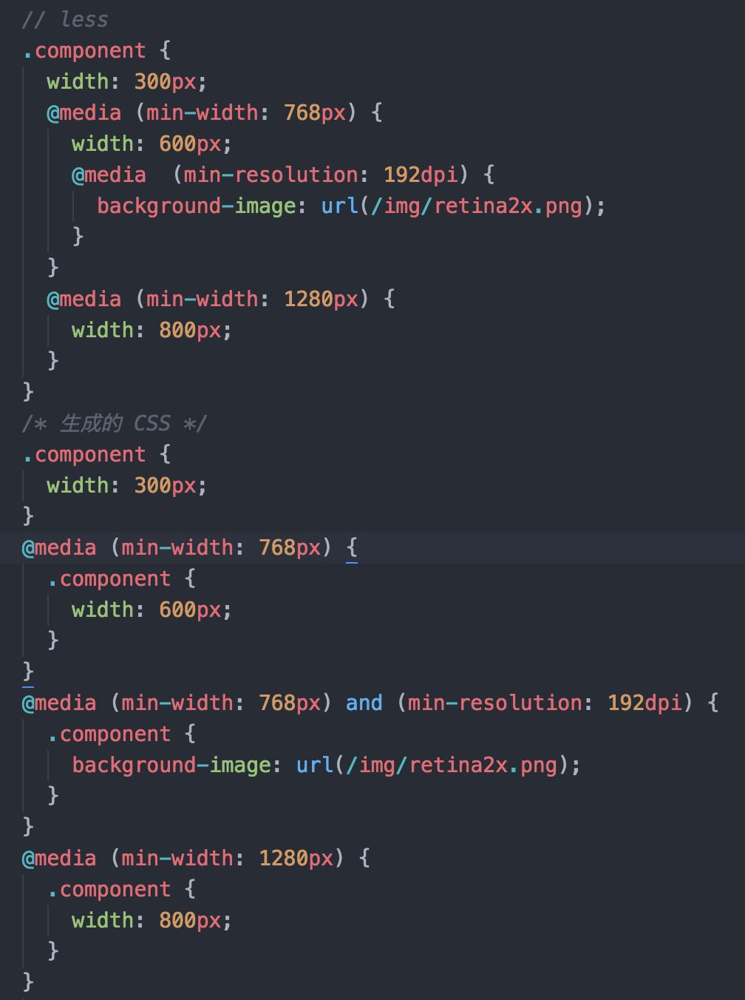 // less
.component {
  width: 300px;
  @media (min-width: 768px) {
    width: 600px;
    @media  (min-resolution: 192dpi) {
      background-image: url(/img/retina2x.png);
    }
  }
  @media (min-width: 1280px) {
    width: 800px;
  }
}
/* 生成的 CSS */
.component {
  width: 300px;
}
@media (min-width: 768px) {
  .component {
    width: 600px;
  }
}
@media (min-width: 768px) and (min-resolution: 192dpi) {
  .component {
    background-image: url(/img/retina2x.png);
  }
}
@media (min-width: 1280px) {
  .component {
    width: 800px;
  }
}